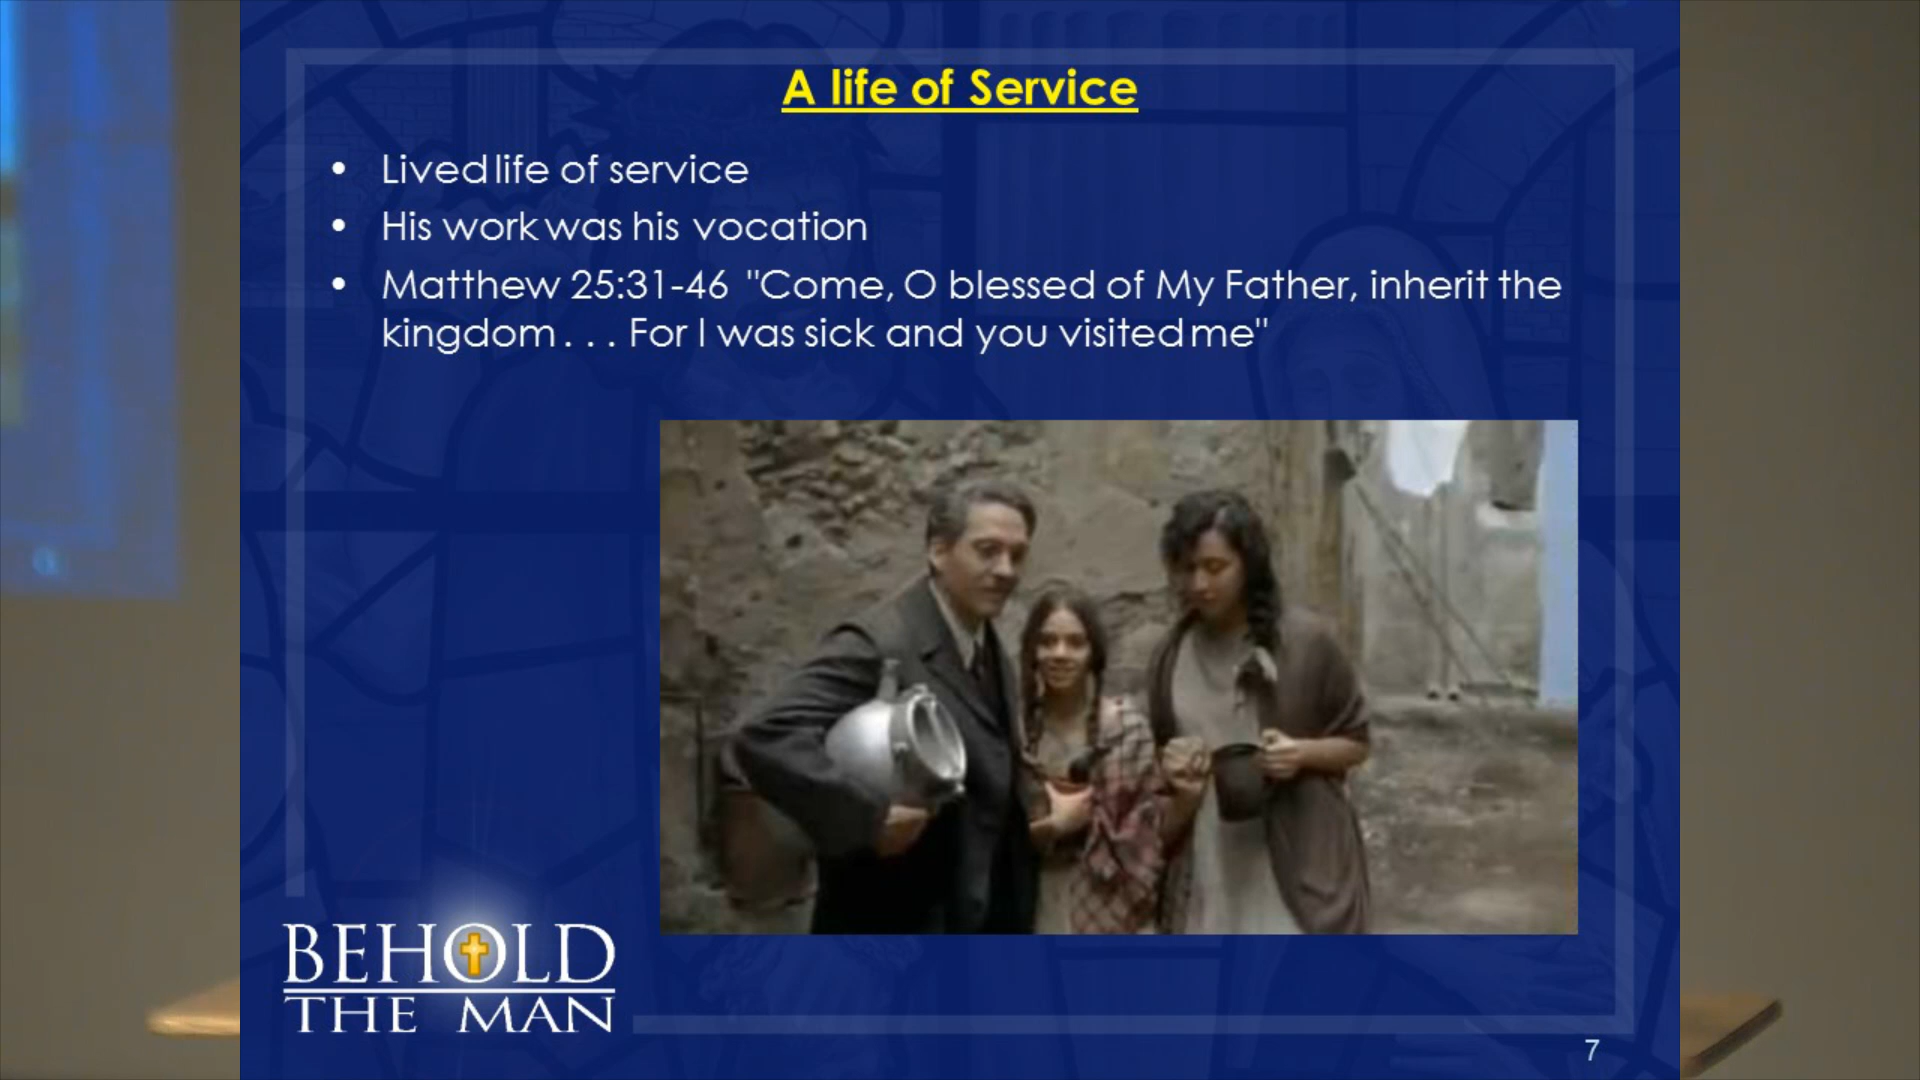 A life of Service
• Lived life of service
• His work was his vocation
• Matthew 25:31-46 "Come, O blessed of My Father, inherit the
kingdom . . . For I was sick and you visited me"
BEHOLD
THE MAN
7